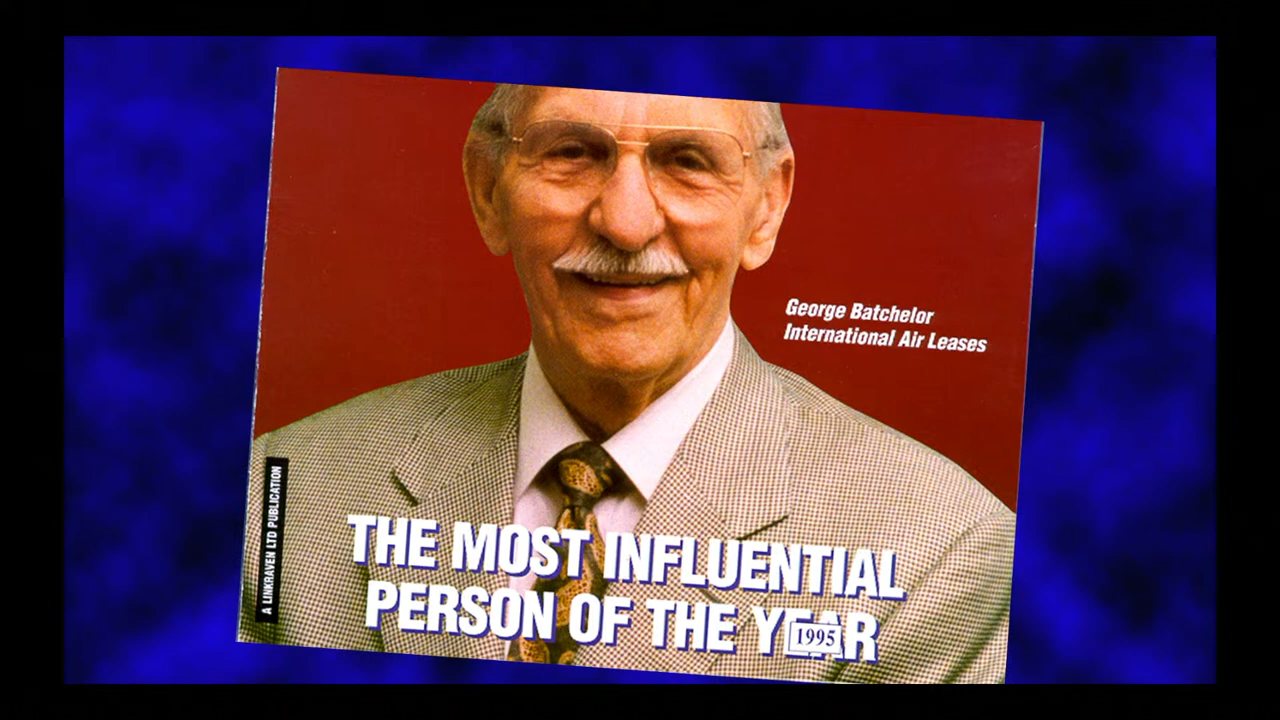 George Batchelor
International Air Leases
A LINKRAVEN LTD PUBLICATION
THE MOST INFLUENTIAL
PERSON OF THE YEAR
1995